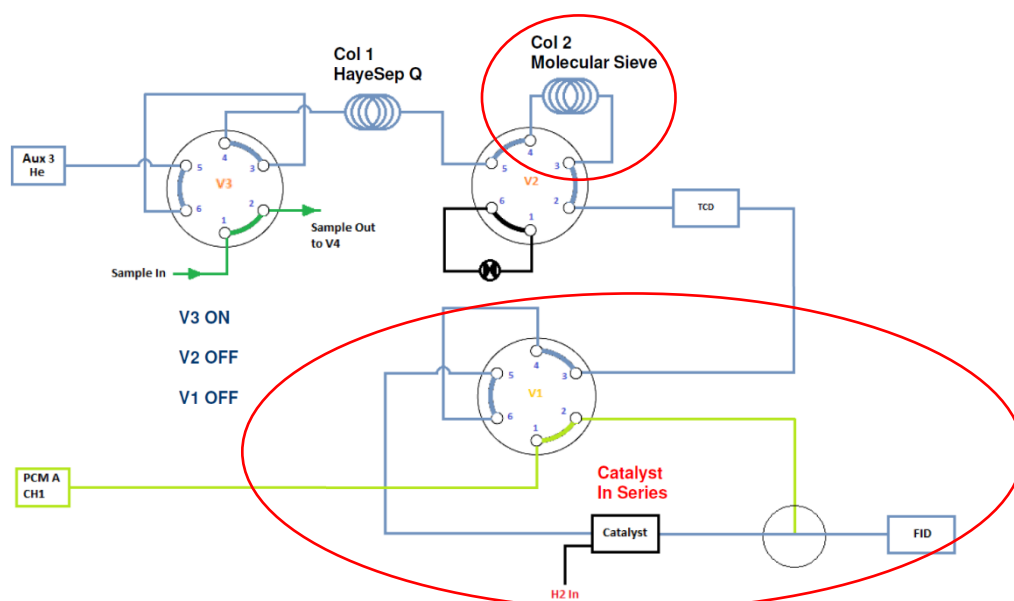 Col 1
HayeSep Q
Col 2
Molecular Sieve
Aux 3
He
4
5
3
V3
6
2
1
Sample Out
to V4
Sample In
4
5
3
V2
6
2
1
TCD
V3 ON
V2 OFF
V1 OFF
4
5
3
V1
6
2
1
PCM A
CH1
Catalyst
In Series
Catalyst
FID
H2 In